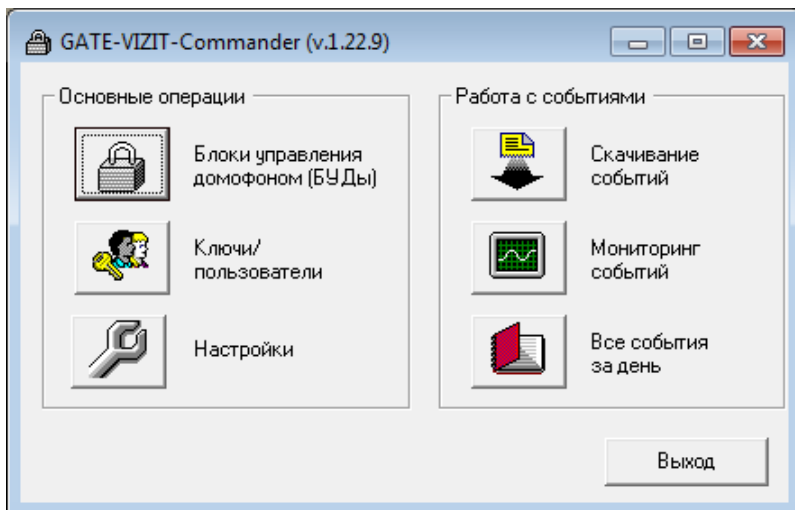 GATE-VIZIT-Commander (v.1.22.9)
Основные операции
Блоки управления
домофоном (БУДы)
Ключи/
пользователи
Настройки
Работа с событиями
Скачивание
событий
Мониторинг
событий
Все события
за день
Выход